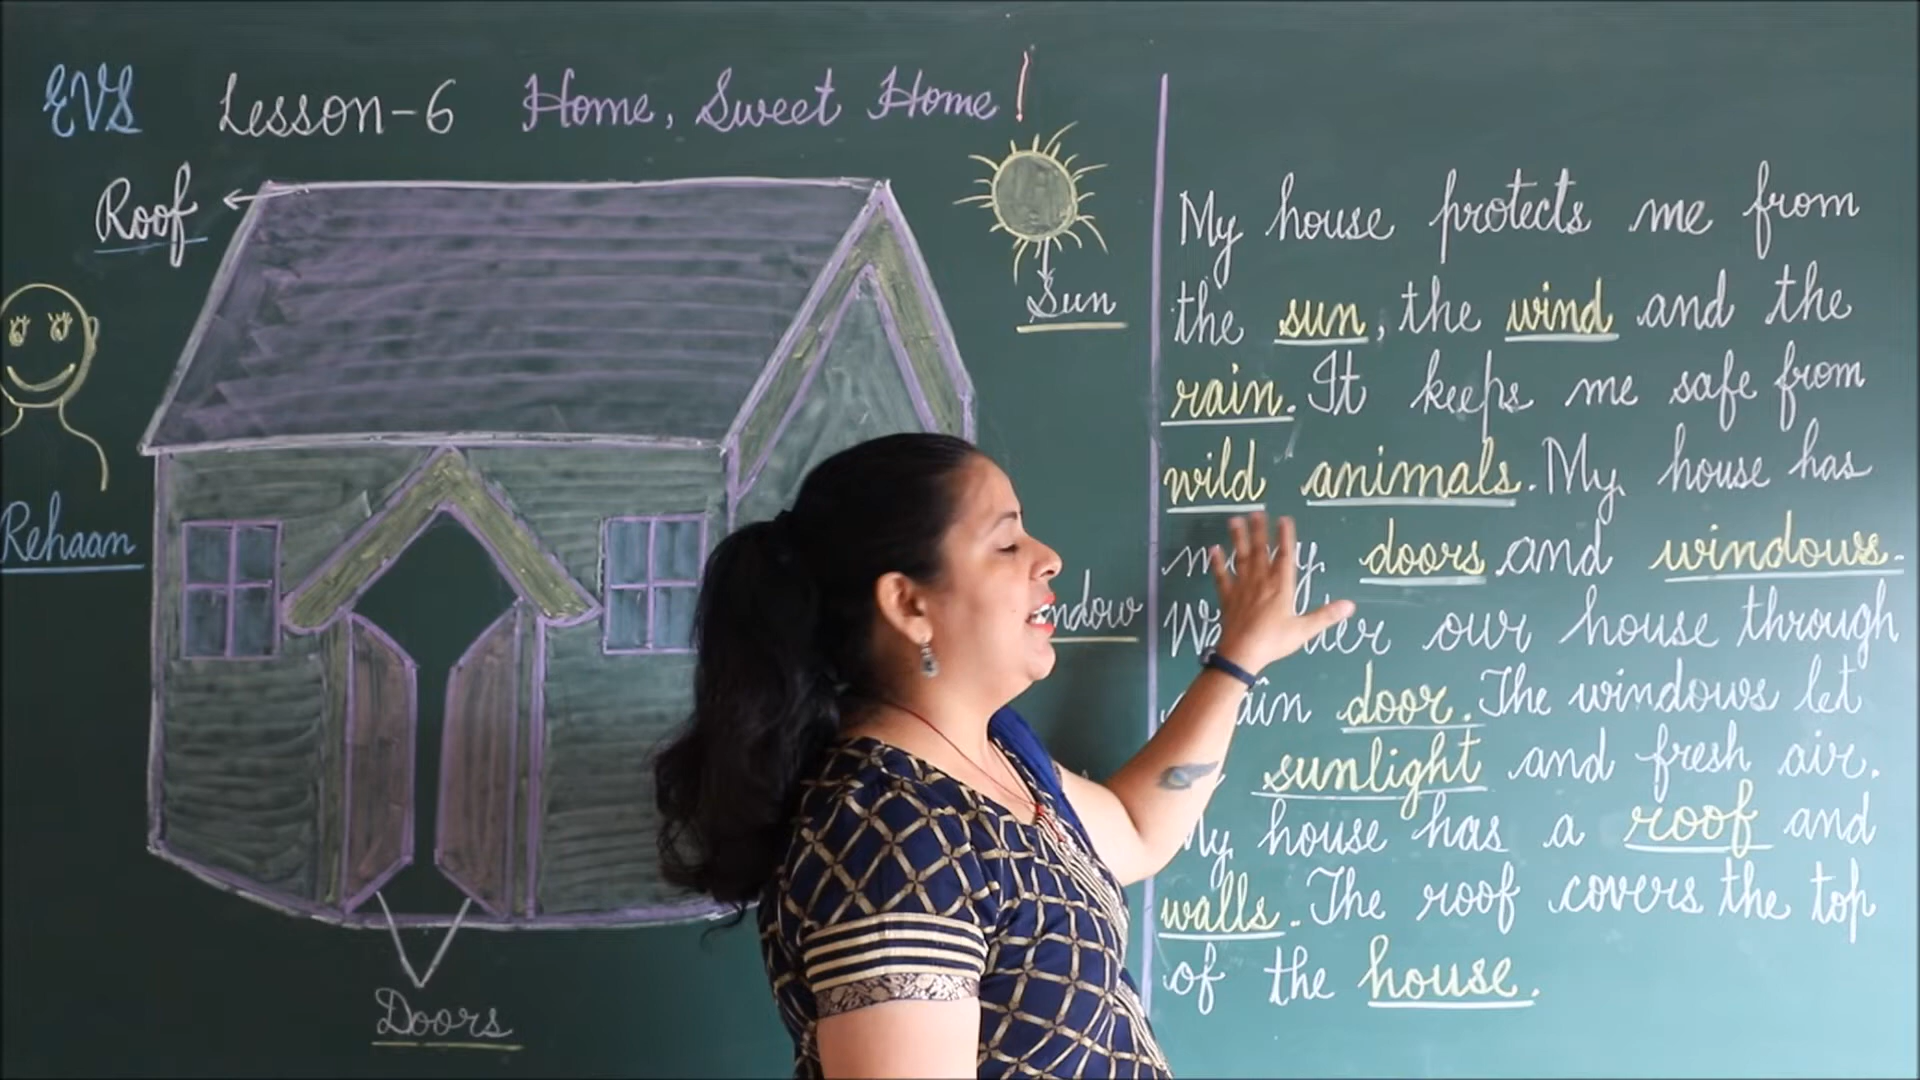 EVS Lesson-6 Home, Sweet Home!
Roof
Sun
Rehaan
Doors
My house protects me from
the sun, the wind and the
rain. It keeps me safe from
wild animals. My house has
doors and windows.
our house through
door. The windows let
sunlight and fresh air.
My house has a roof and
walls. The roof covers the top
of the house.